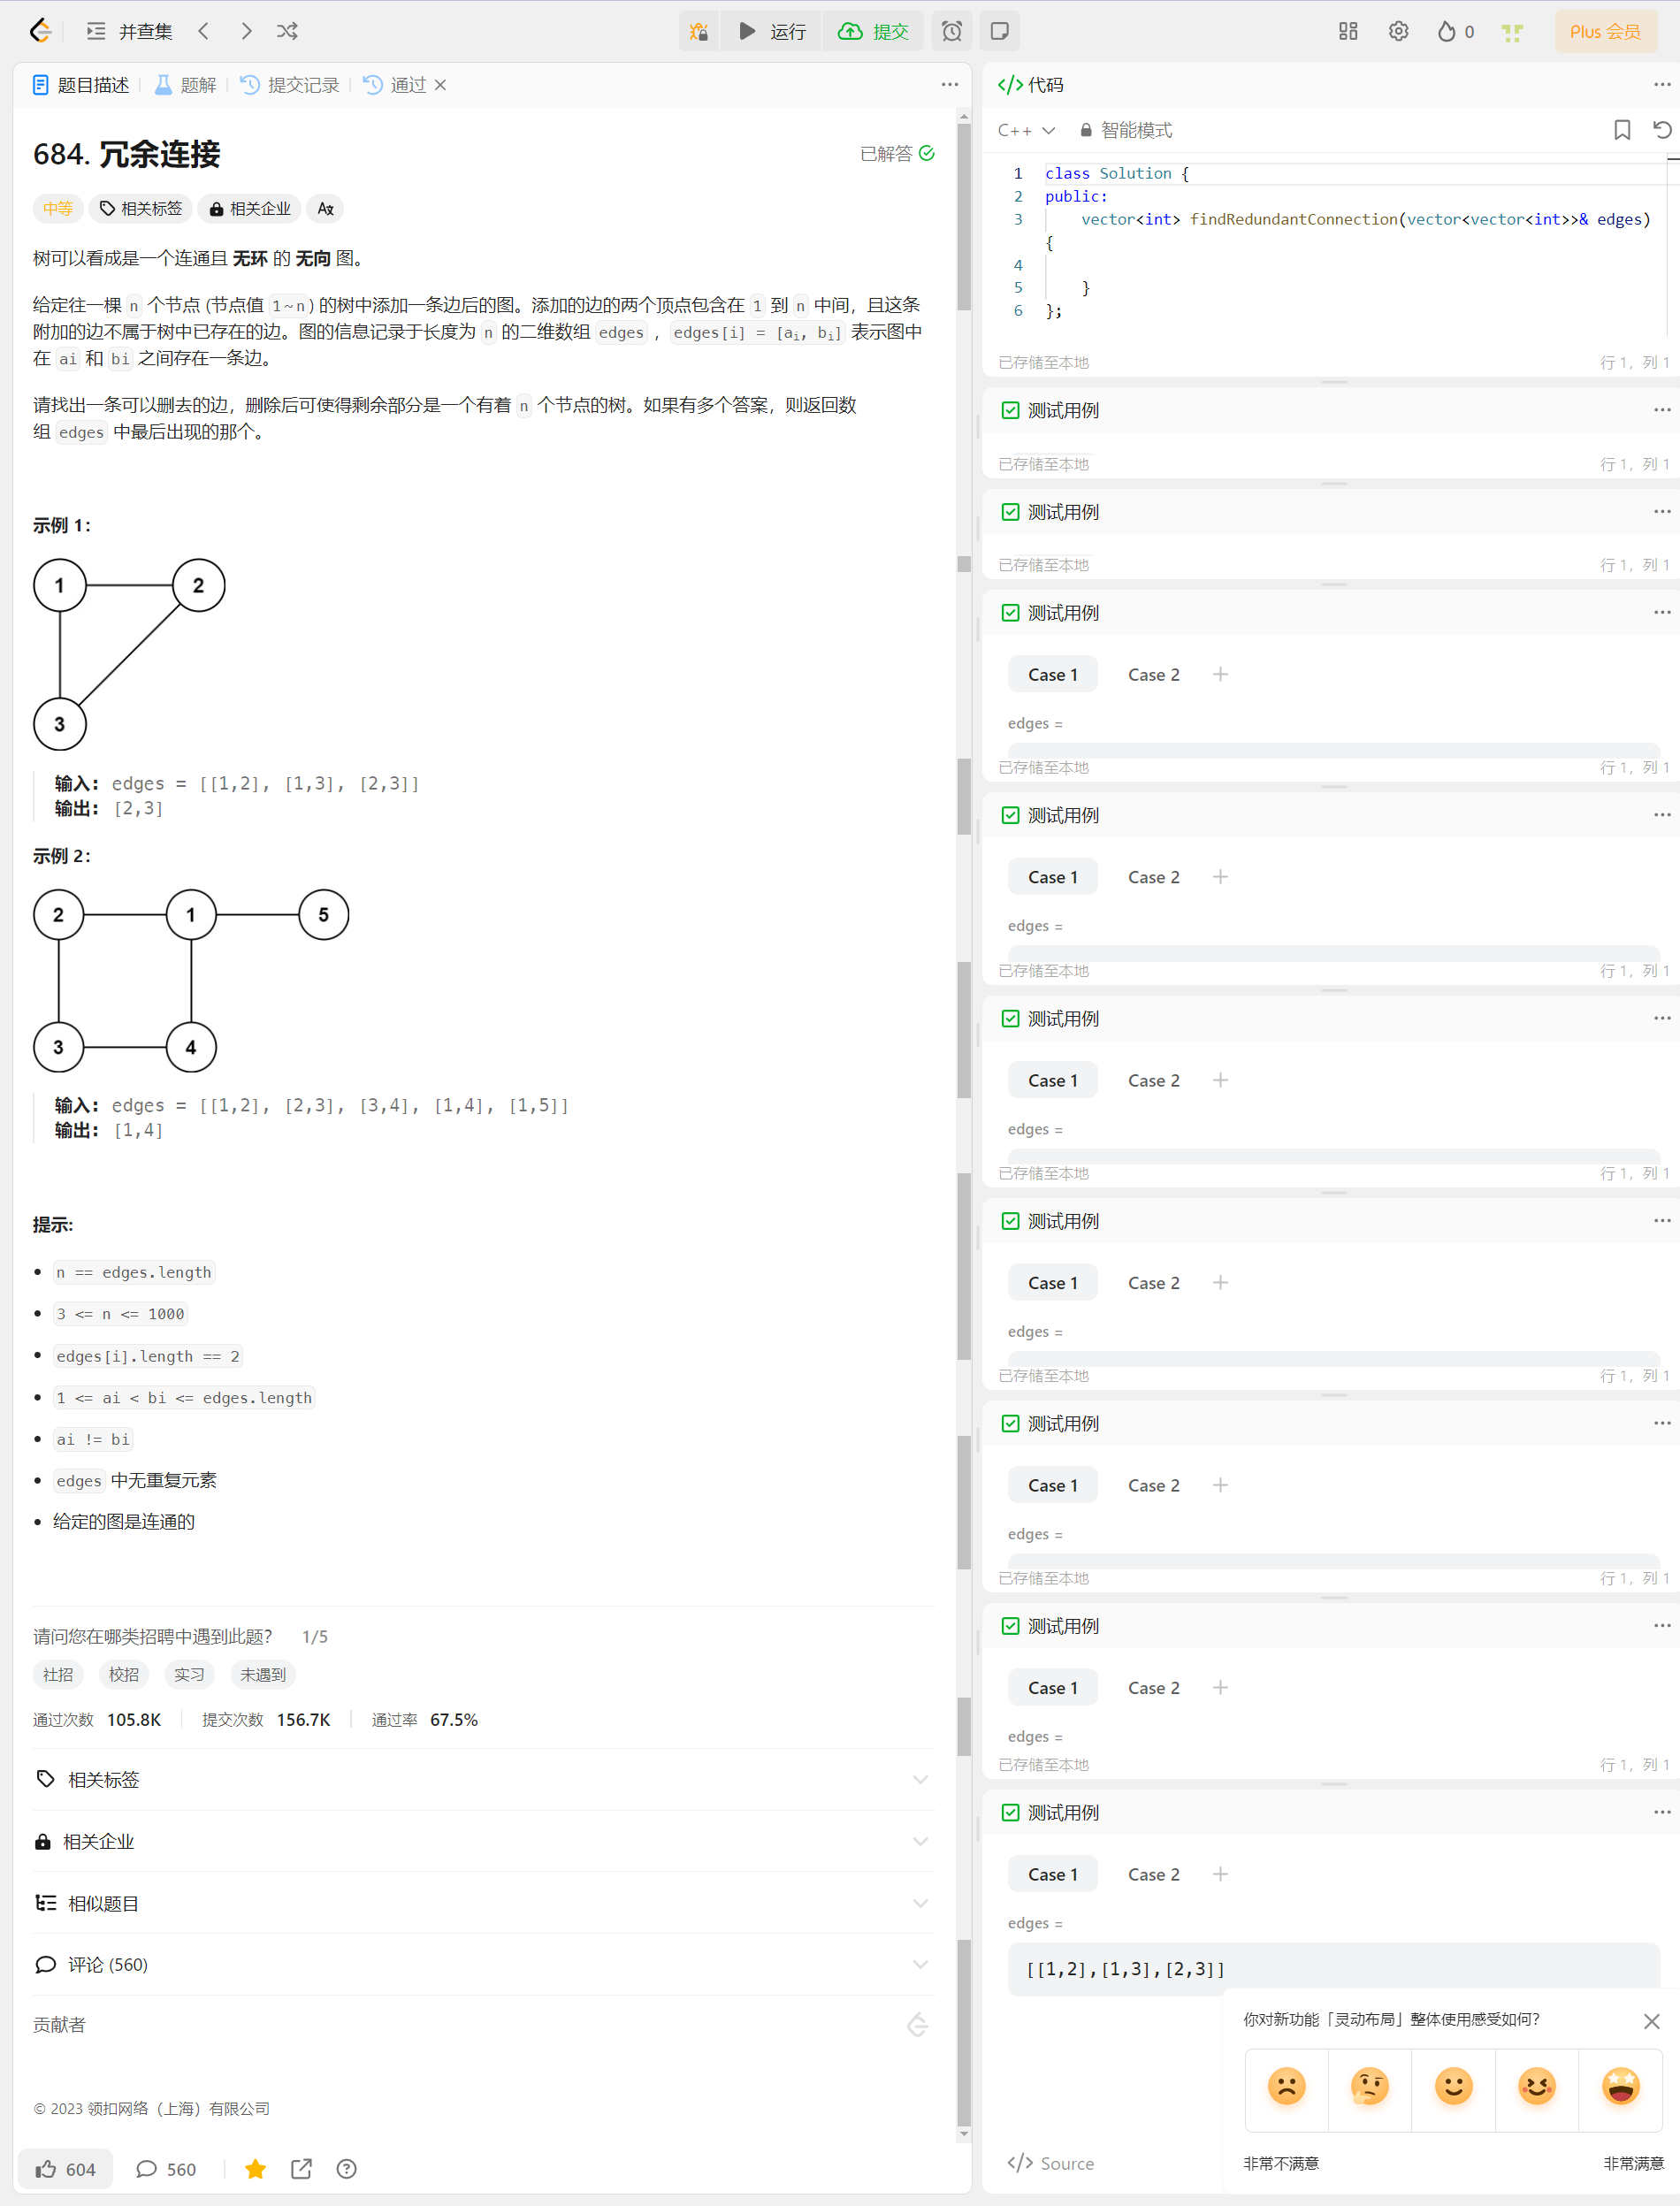 并查集
运行
提交
0
Plus 会员
题目描述
题解
提交记录
通过
684. 冗余连接
已解答
中等
相关标签
相关企业
树可以看成是一个连通且 无环 的 无向 图。
给定往一棵 n 个节点 (节点值 1~n) 的树中添加一条边后的图。添加的边的两个顶点包含在 1 到 n 中间，且这条
附加的边不属于树中已存在的边。图的信息记录于长度为 n 的二维数组 edges ，edges[i] = [ai, bi] 表示图中
在 ai 和 bi 之间存在一条边。
请找出一条可以删去的边，删除后可使得剩余部分是一个有着 n 个节点的树。如果有多个答案，则返回数
组 edges 中最后出现的那个。
示例 1：
1
2
3
输入: edges = [[1,2], [1,3], [2,3]]
输出: [2,3]
示例 2：
2
1
5
3
4
输入: edges = [[1,2], [2,3], [3,4], [1,4], [1,5]]
输出: [1,4]
提示:
n == edges.length
3 <= n <= 1000
edges[i].length == 2
1 <= ai < bi <= edges.length
ai != bi
edges 中无重复元素
给定的图是连通的
请问您在哪类招聘中遇到此题？ 1/5
社招
校招
实习
未遇到
通过次数 105.8K
提交次数 156.7K
通过率 67.5%
相关标签
相关企业
相似题目
评论 (560)
贡献者
© 2023 领扣网络（上海）有限公司
604
560
</> 代码
C++
智能模式
1 class Solution {
2 public:
3 vector<int> findRedundantConnection(vector<vector<int>>& edges)
{
4
5 }
6 };
已存储至本地
行 1，列 1
测试用例
已存储至本地
行 1，列 1
测试用例
已存储至本地
行 1，列 1
测试用例
Case 1
Case 2
edges =
已存储至本地
行 1，列 1
测试用例
Case 1
Case 2
edges =
已存储至本地
行 1，列 1
测试用例
Case 1
Case 2
edges =
已存储至本地
行 1，列 1
测试用例
Case 1
Case 2
edges =
已存储至本地
行 1，列 1
测试用例
Case 1
Case 2
edges =
已存储至本地
行 1，列 1
测试用例
Case 1
Case 2
edges =
已存储至本地
行 1，列 1
测试用例
Case 1
Case 2
edges =
[[1,2],[1,3],[2,3]]
你对新功能「灵动布局」整体使用感受如何？
非常不满意
非常满意
</> Source